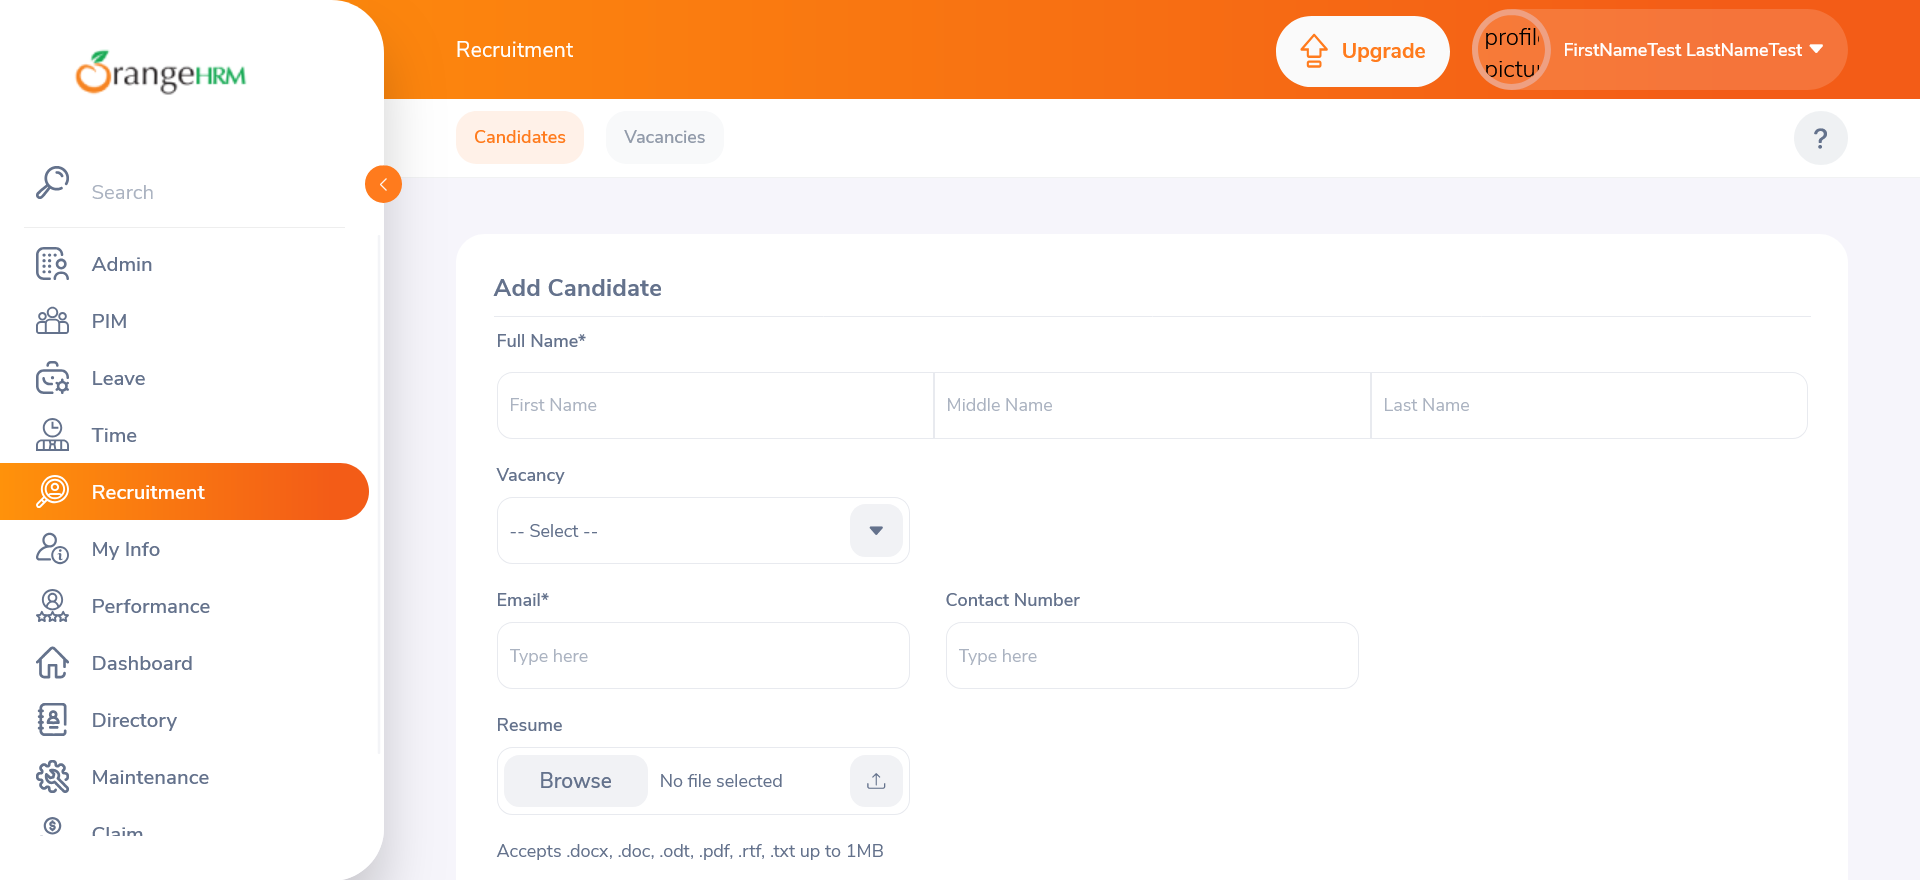 OrangeHRM
Recruitment
Upgrade
FirstNameTest LastNameTest
Candidates
Vacancies
?
Search
Admin
PIM
Leave
Time
Recruitment
My Info
Performance
Dashboard
Directory
Maintenance
Claim
Add Candidate
Full Name*
First Name
Middle Name
Last Name
Vacancy
-- Select --
Email*
Contact Number
Type here
Type here
Resume
Browse
No file selected
Accepts .docx, .doc, .odt, .pdf, .rtf, .txt up to 1MB